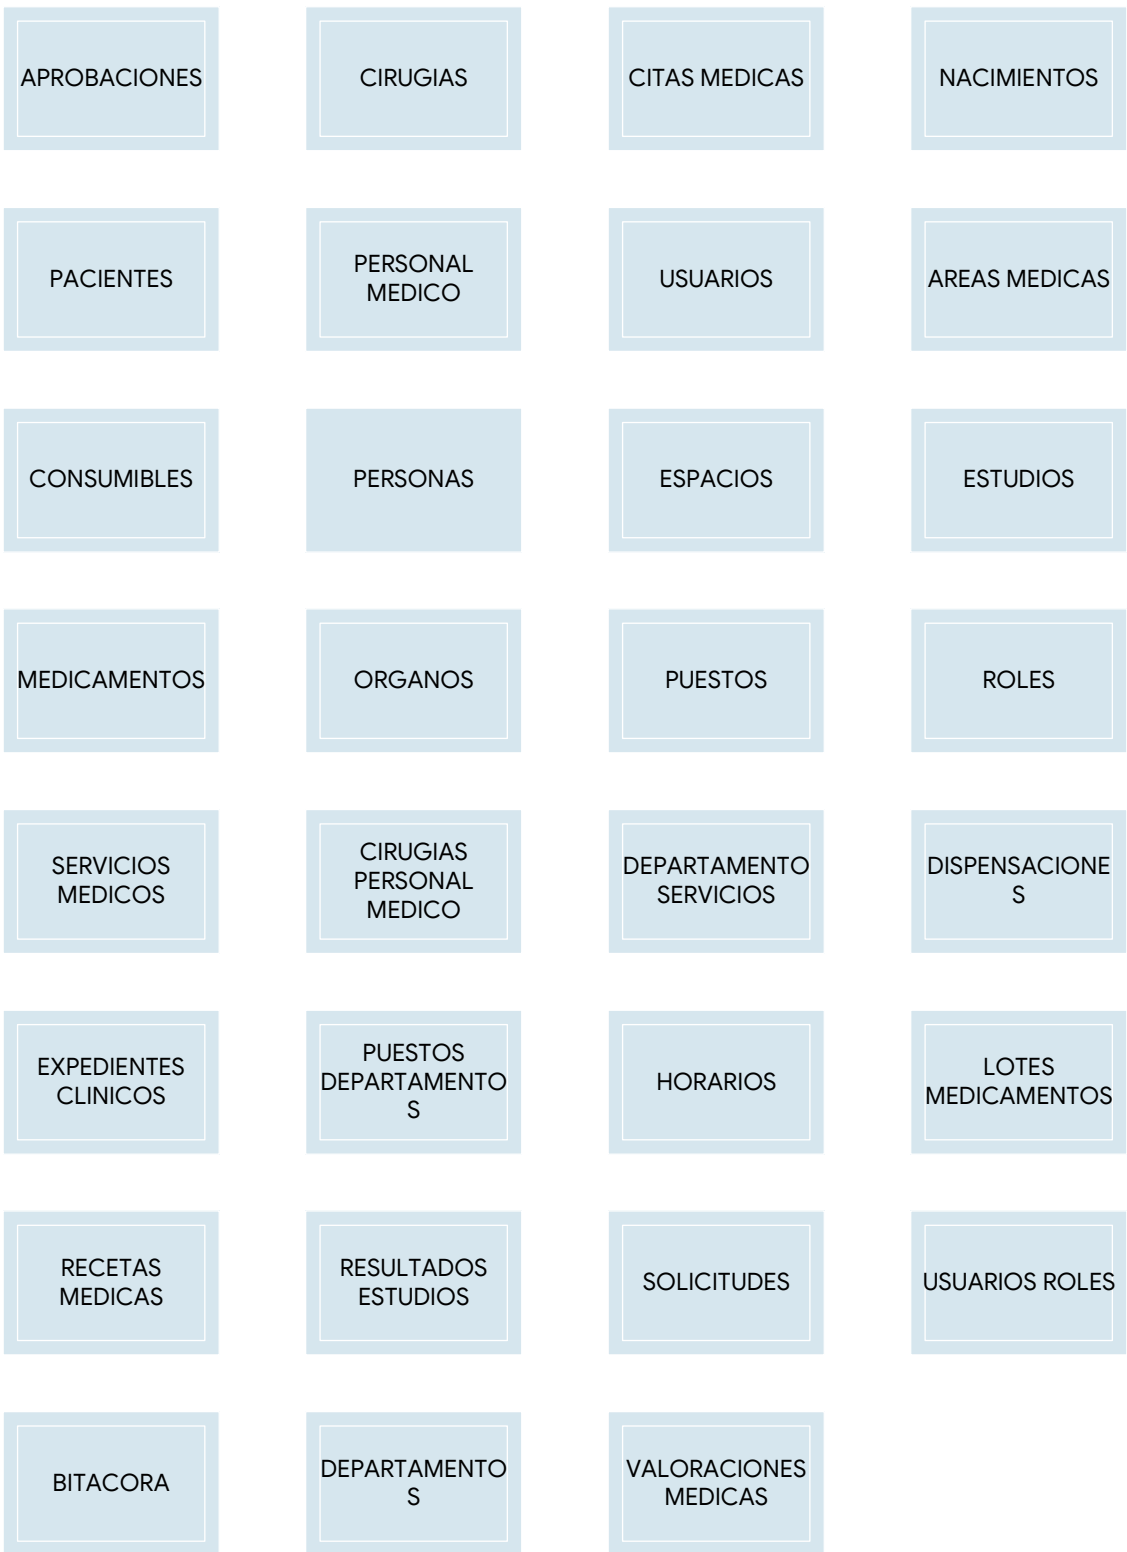 APROBACIONES
CIRUGIAS
CITAS MEDICAS
NACIMIENTOS
PACIENTES
PERSONAL
MEDICO
USUARIOS
AREAS MEDICAS
CONSUMIBLES
PERSONAS
ESPACIOS
ESTUDIOS
MEDICAMENTOS
ORGANOS
PUESTOS
ROLES
SERVICIOS
MEDICOS
CIRUGIAS
PERSONAL
MEDICO
DEPARTAMENTO
SERVICIOS
DISPENSACIONE
S
EXPEDIENTES
CLINICOS
PUESTOS
DEPARTAMENTO
S
HORARIOS
LOTES
MEDICAMENTOS
RECETAS
MEDICAS
RESULTADOS
ESTUDIOS
SOLICITUDES
USUARIOS ROLES
BITACORA
DEPARTAMENTO
S
VALORACIONES
MEDICAS